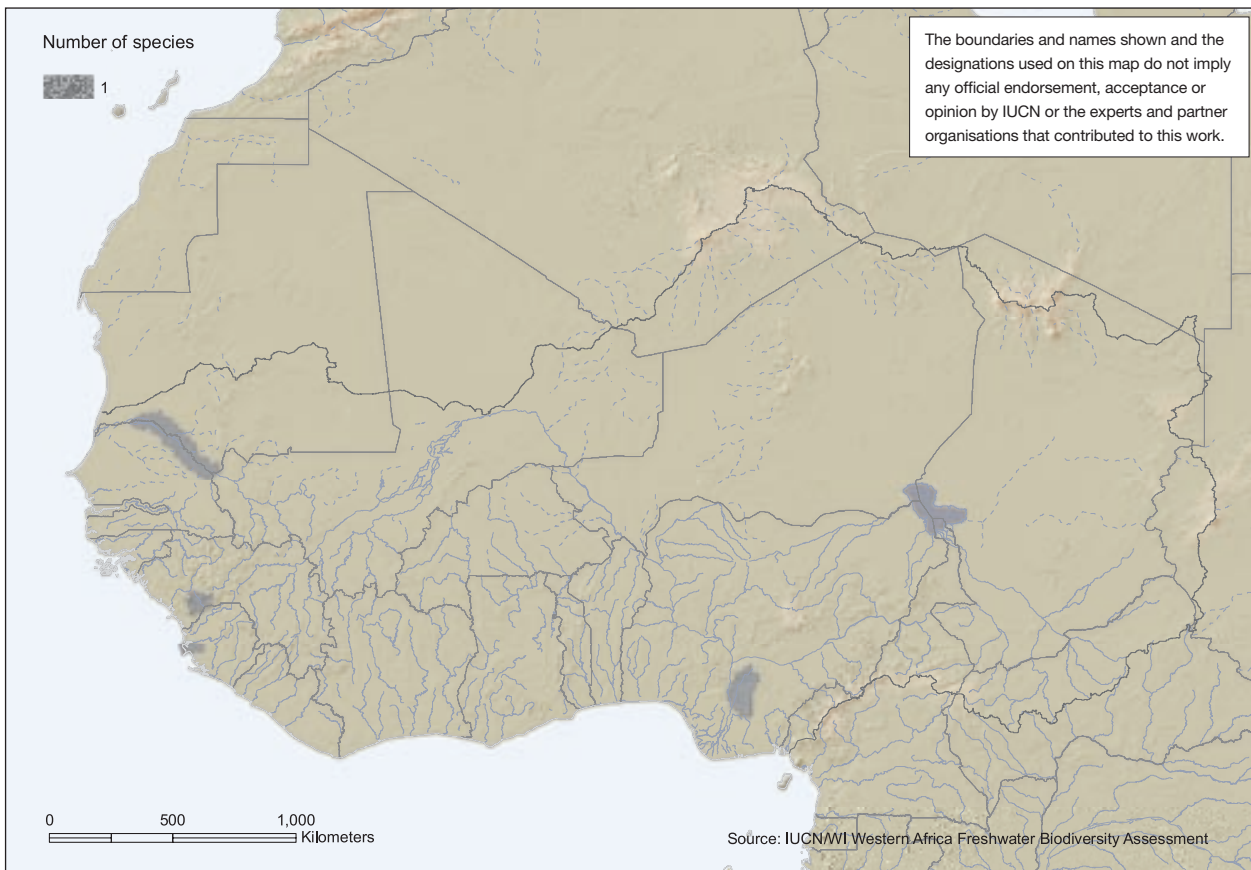 Number of species
1
The boundaries and names shown and the
designations used on this map do not imply
any official endorsement, acceptance or
opinion by IUCN or the experts and partner
organisations that contributed to this work.
0 500 1,000
Kilometers
Source: IUCN/WI Western Africa Freshwater Biodiversity Assessment